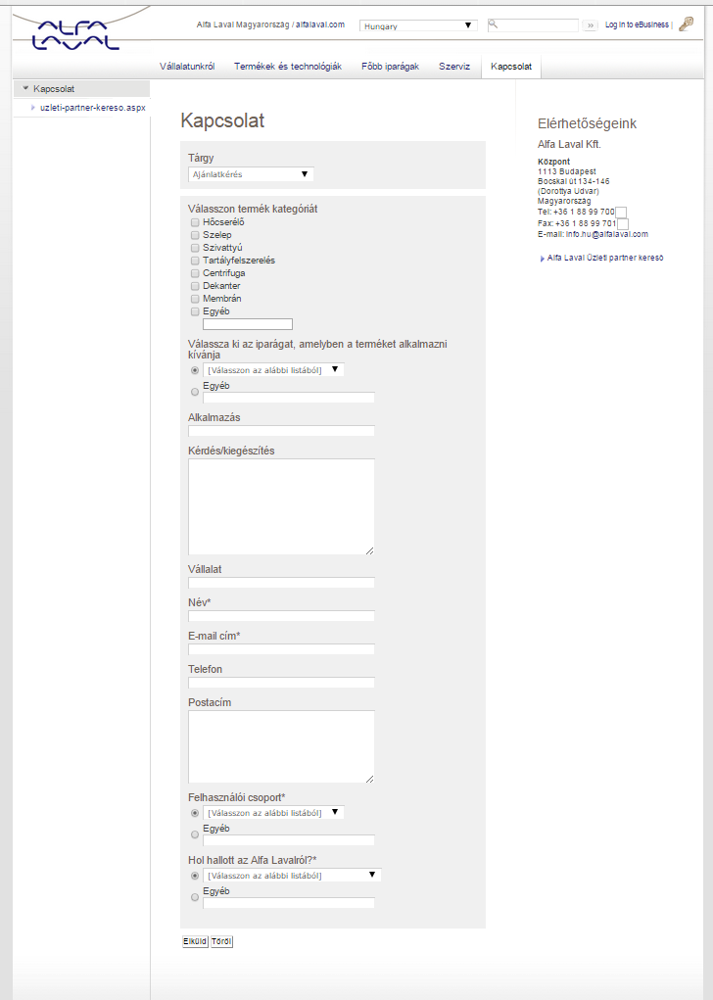 ALFA
LAVAL
Alfa Laval Magyarország / alfalaval.com
Hungary
Log in to eBusiness |
Vállalatunkról
Termékek és technológiák
Főbb iparágak
Szerviz
Kapcsolat
Kapcsolat
uzleti-partner-kereso.aspx
Kapcsolat
Tárgy
Ajánlatkérés
Válasszon termék kategóriát
Hőcserélő
Szelep
Szivattyú
Tartályfelszerelés
Centrifuga
Dekanter
Membrán
Egyéb
Válassza ki az iparágat, amelyben a terméket alkalmazni
kívánja
[Válasszon az alábbi listából]
Egyéb
Alkalmazás
Kérdés/kiegészítés
Vállalat
Név*
E-mail cím*
Telefon
Postacím
Felhasználói csoport*
[Válasszon az alábbi listából]
Egyéb
Hol hallott az Alfa Lavalról?*
[Válasszon az alábbi listából]
Egyéb
Elküld
Töröl
Elérhetőségeink
Alfa Laval Kft.
Központ
1113 Budapest
Bocskai út 134-146
(Dorottya Udvar)
Magyarország
Tel: +36 1 88 99 700
Fax: +36 1 88 99 701
E-mail: info.hu@alfalaval.com
Alfa Laval Üzleti partner kereső